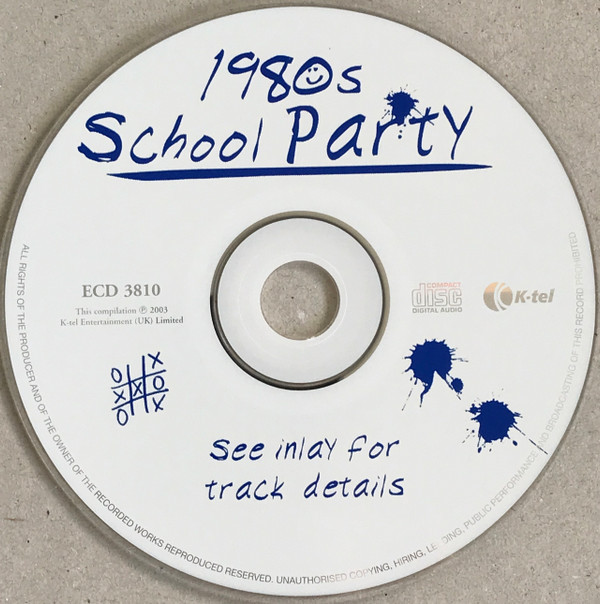 1980s
School Party
ECD 3810
This compilation ℗ 2003
K-tel Entertainment (UK) Limited
COMPACT
disc
DIGITAL AUDIO
K-tel
X
O
X X O
O X
See inlay for
track details
ALL RIGHTS OF THE PRODUCER AND OF THE OWNER OF THE RECORDED WORKS REPRODUCED RESERVED. UNAUTHORISED COPYING, HIRING, LENDING, PUBLIC PERFORMANCE AND BROADCASTING OF THIS RECORD PROHIBITED